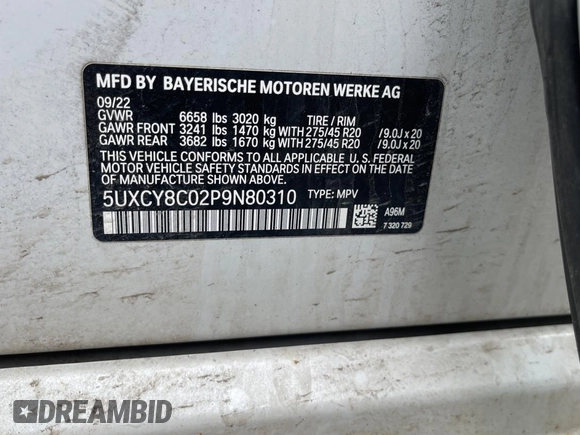 MFD BY BAYERISCHE MOTOREN WERKE AG
09/22
GVWR 6658 lbs 3020 kg TIRE / RIM
GAWR FRONT 3241 lbs 1470 kg WITH 275/45 R20 /9.0J x 20
GAWR REAR 3682 lbs 1670 kg WITH 275/45 R20 /9.0J x 20
THIS VEHICLE CONFORMS TO ALL APPLICABLE U. S. FEDERAL
MOTOR VEHICLE SAFETY STANDARDS IN EFFECT ON THE
DATE OF MANUFACTURE SHOWN ABOVE.
5UXCY8C02P9N80310 TYPE: MPV
A96M
7 320 729
DREAMBID